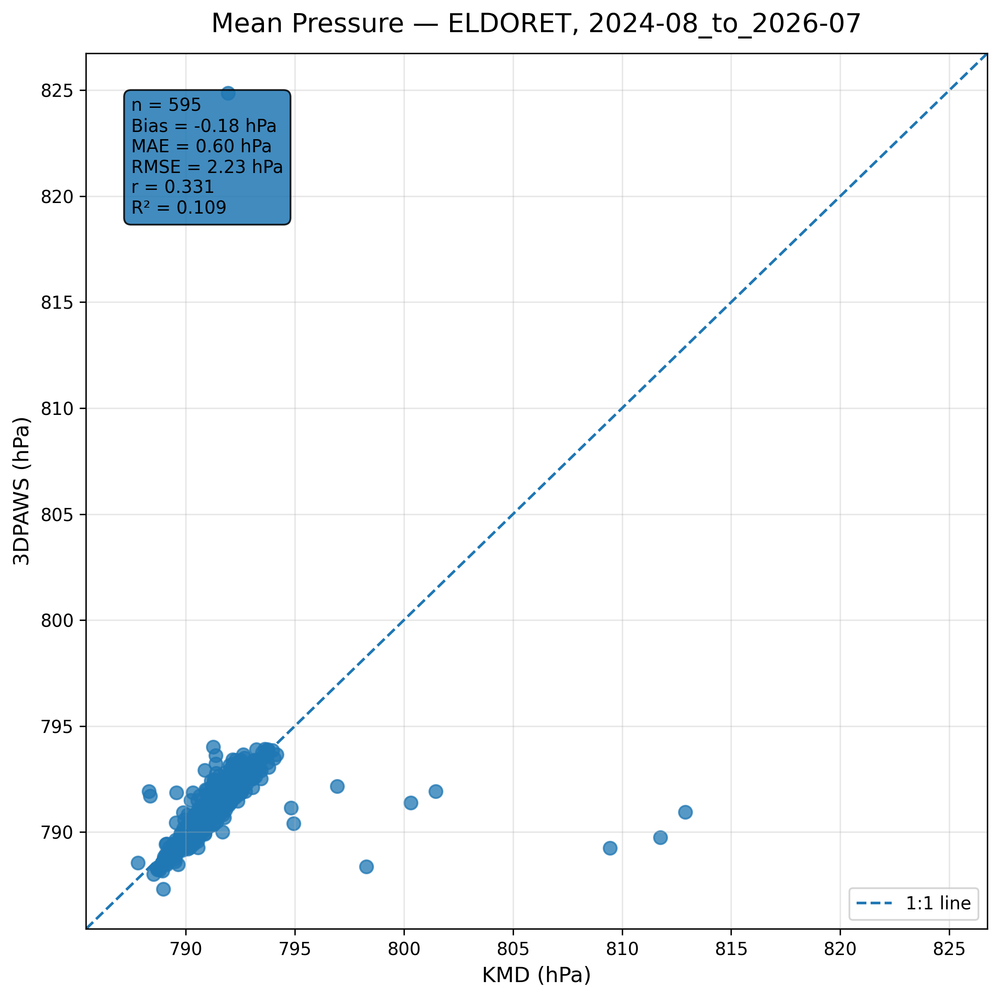 Mean Pressure — ELDORET, 2024-08_to_2026-07
825
820
815
810
805
800
795
790
3DPAWS (hPa)
n = 595
Bias = -0.18 hPa
MAE = 0.60 hPa
RMSE = 2.23 hPa
r = 0.331
R² = 0.109
1:1 line
790 795 800 805 810 815 820 825
KMD (hPa)